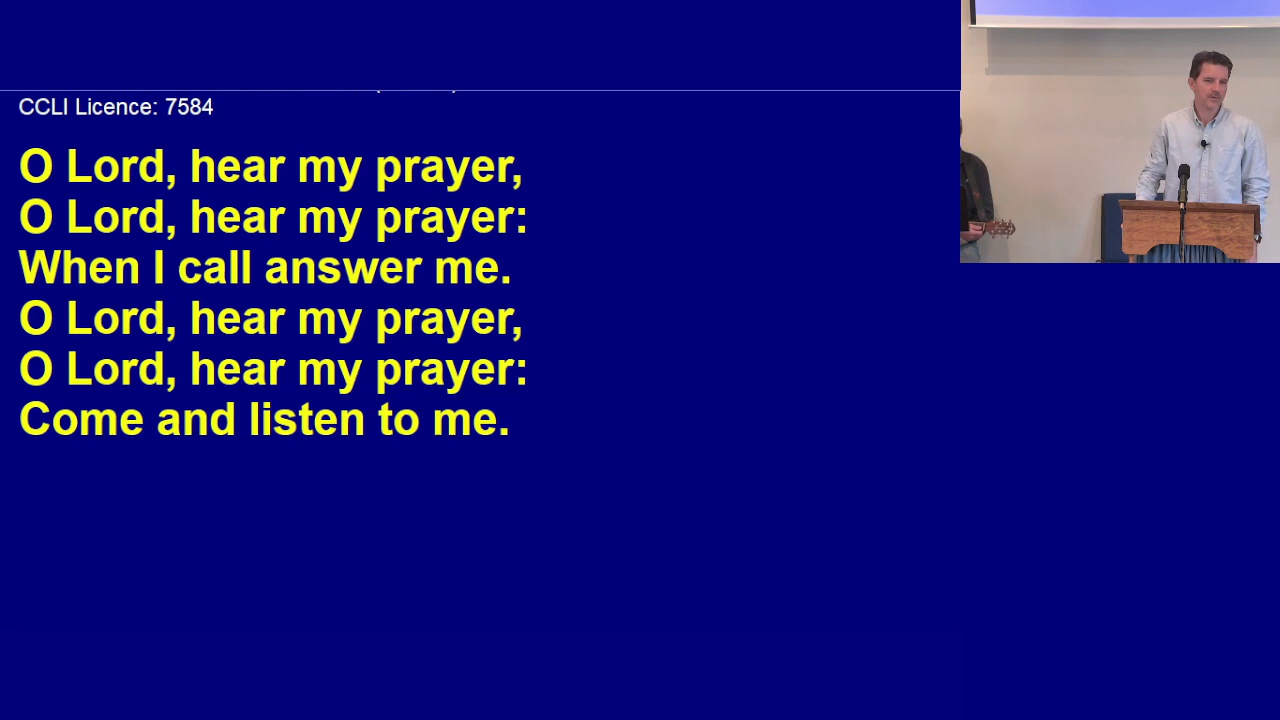 CCLI Licence: 7584
O Lord, hear my prayer,
O Lord, hear my prayer:
When I call answer me.
O Lord, hear my prayer,
O Lord, hear my prayer:
Come and listen to me.